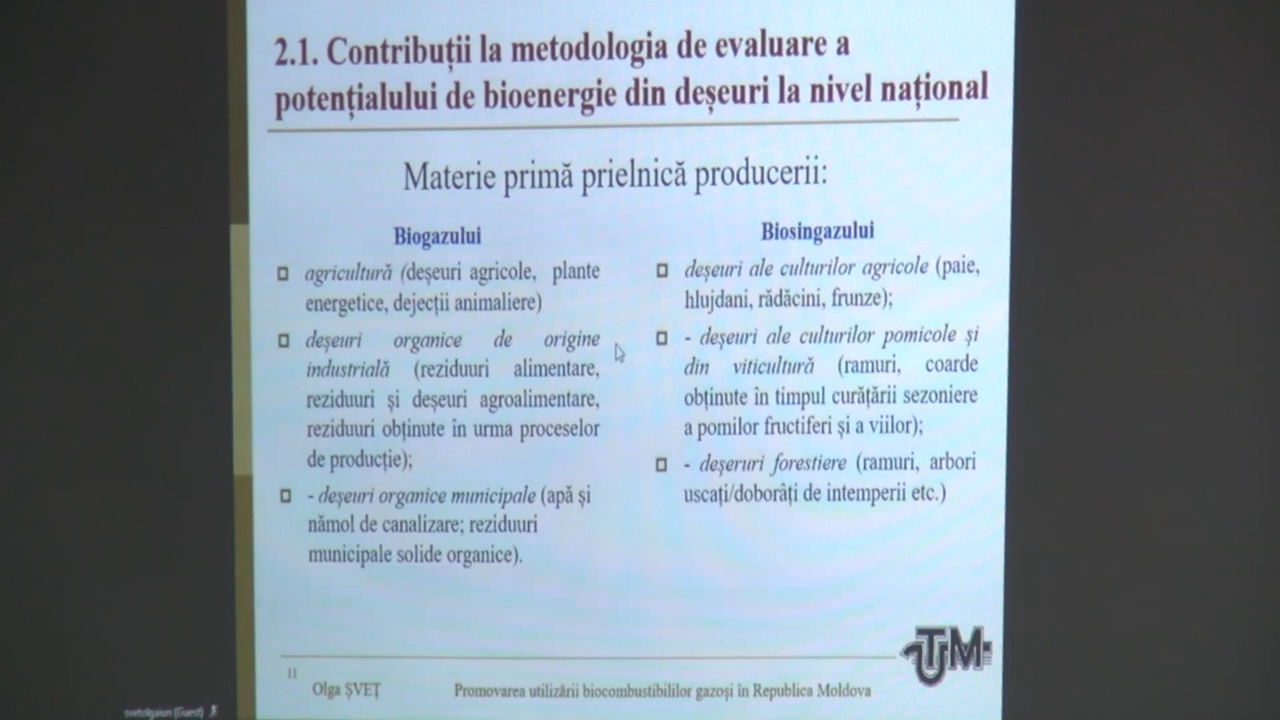 2.1. Contribuții la metodologia de evaluare a
potențialului de bioenergie din deșeuri la nivel național
Materie primă prielnică producerii:
Biogazului
agricultură (deșeuri agricole, plante
energetice, dejecții animaliere)
deșeuri organice de origine
industrială (reziduuri alimentare,
reziduuri și deșeuri agroalimentare,
reziduuri obținute în urma proceselor
de producție);
- deșeuri organice municipale (apă și
nămol de canalizare; reziduuri
municipale solide organice).
Biosingazului
deșeuri ale culturilor agricole (paie,
hlujdani, rădăcini, frunze);
- deșeuri ale culturilor pomicole și
din viticultură (ramuri, coarde
obținute în timpul curățării sezoniere
a pomilor fructiferi și a viilor);
- deșeruri forestiere (ramuri, arbori
uscați/doborâți de intemperii etc.)
UTM
11
Olga ȘVEȚ
Promovarea utilizării biocombustibililor gazoși în Republica Moldova
(Guest)